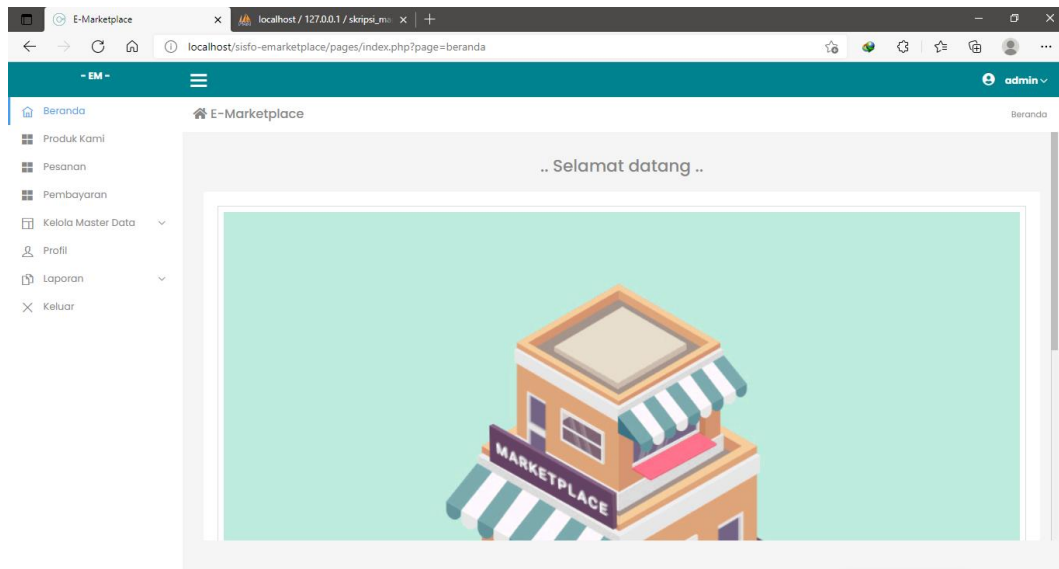 E-Marketplace
localhost / 127.0.0.1 / skripsi_ma
localhost/sisfo-emarketplace/pages/index.php?page=beranda
- EM -
admin
Beranda
E-Marketplace
Beranda
Produk Kami
Pesanan
.. Selamat datang ..
Pembayaran
Kelola Master Data
Profil
Laporan
Keluar
MARKETPLACE